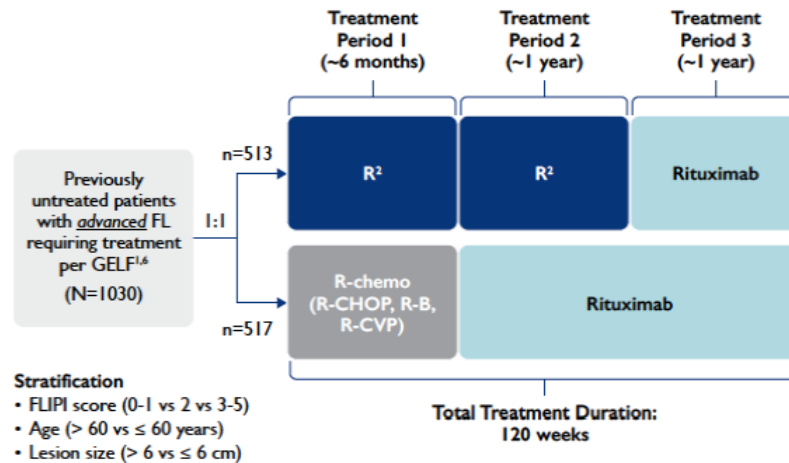 Treatment
Period 1
(~6 months)
Treatment
Period 2
(~1 year)
Treatment
Period 3
(~1 year)
Previously
untreated patients
with advanced FL
requiring treatment
per GELF¹,⁶
(N=1030)
1:1
n=513
R²
R²
Rituximab
n=517
R-chemo
(R-CHOP, R-B,
R-CVP)
Rituximab
Stratification
• FLIPI score (0-1 vs 2 vs 3-5)
• Age (> 60 vs ≤ 60 years)
• Lesion size (> 6 vs ≤ 6 cm)
Total Treatment Duration:
120 weeks